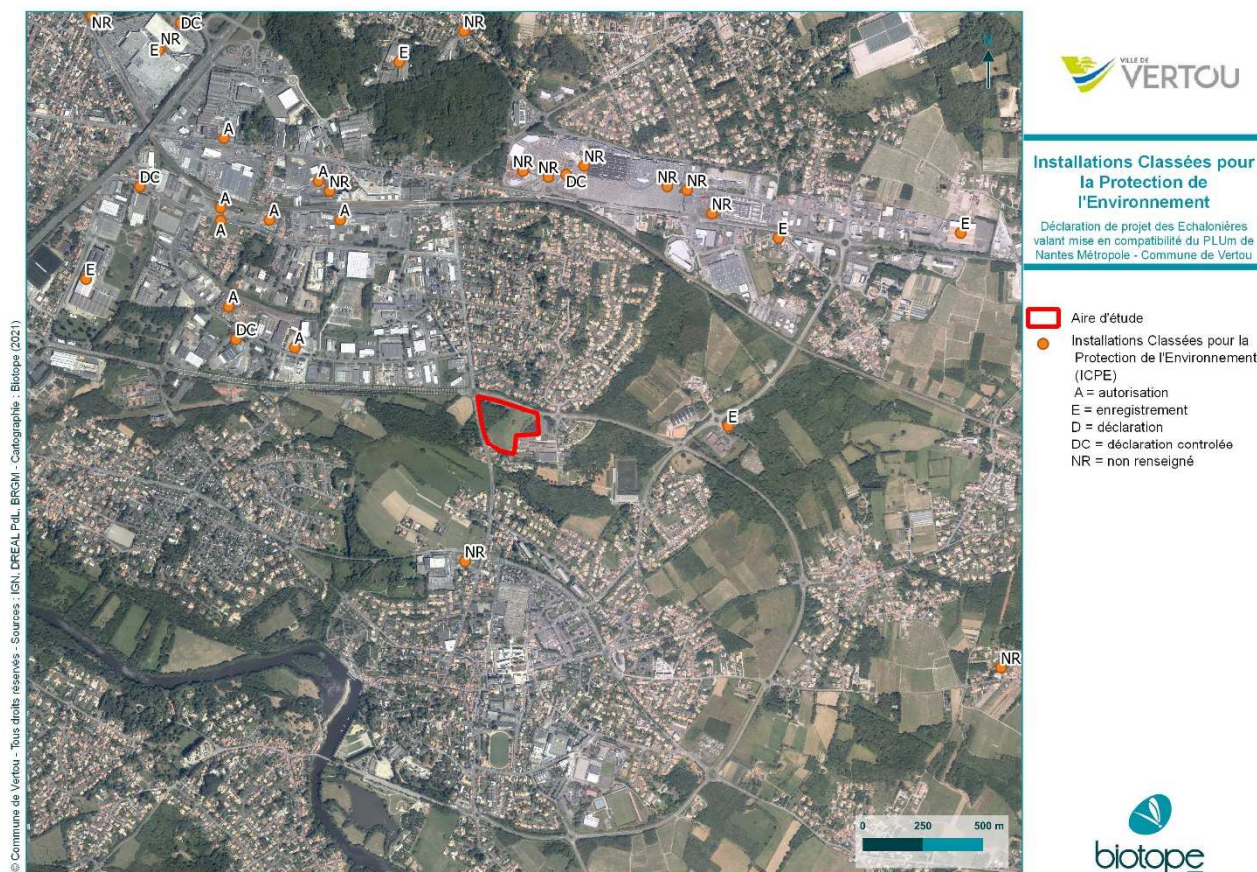 NR
DC
NR
E
NR
E
A
NR
NR
NR
DC
A
NR
DC
NR
NR
A
A
A
A
NR
E
E
E
A
DC
A
E
NR
NR
N
0 250 500 m
© Commune de Vertou - Tous droits réservés - Sources : IGN, DREAL PdL, BRGM - Cartographie : Biotope (2021)
VILLE DE
VERTOU
Installations Classées pour
la Protection de
l'Environnement
Déclaration de projet des Echalonières
valant mise en compatibilité du PLUm de
Nantes Métropole - Commune de Vertou
Aire d'étude
Installations Classées pour la
Protection de l'Environnement
(ICPE)
A = autorisation
E = enregistrement
D = déclaration
DC = déclaration controlée
NR = non renseigné
biotope